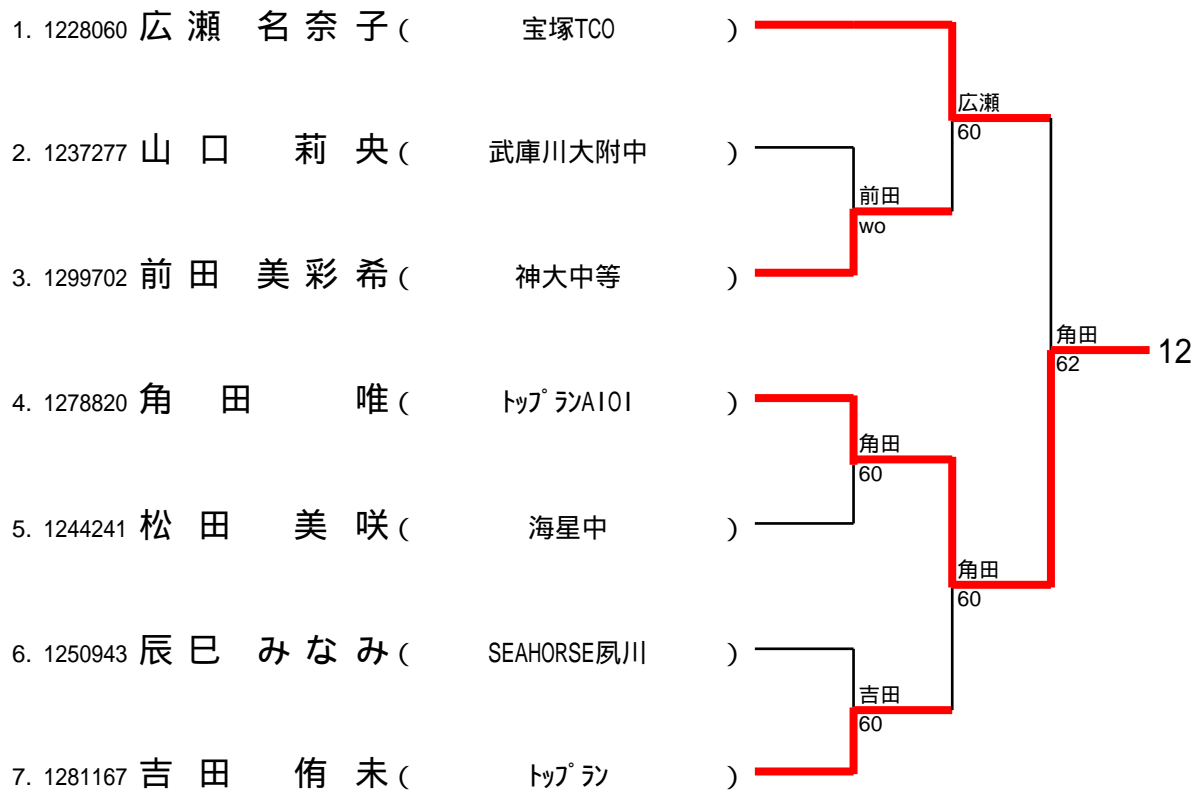 1. 1228060 広瀬 名奈子 ( 宝塚TCO )
広瀬
60
2. 1237277 山口 莉央 ( 武庫川大附中 )
前田
wo
3. 1299702 前田 美彩希 ( 神大中等 )
角田
62
12
4. 1278820 角田 唯 ( トップランAIOI )
角田
60
5. 1244241 松田 美咲 ( 海星中 )
角田
60
6. 1250943 辰巳 みなみ ( SEAHORSE夙川 )
吉田
60
7. 1281167 吉田 侑未 ( トップラン )